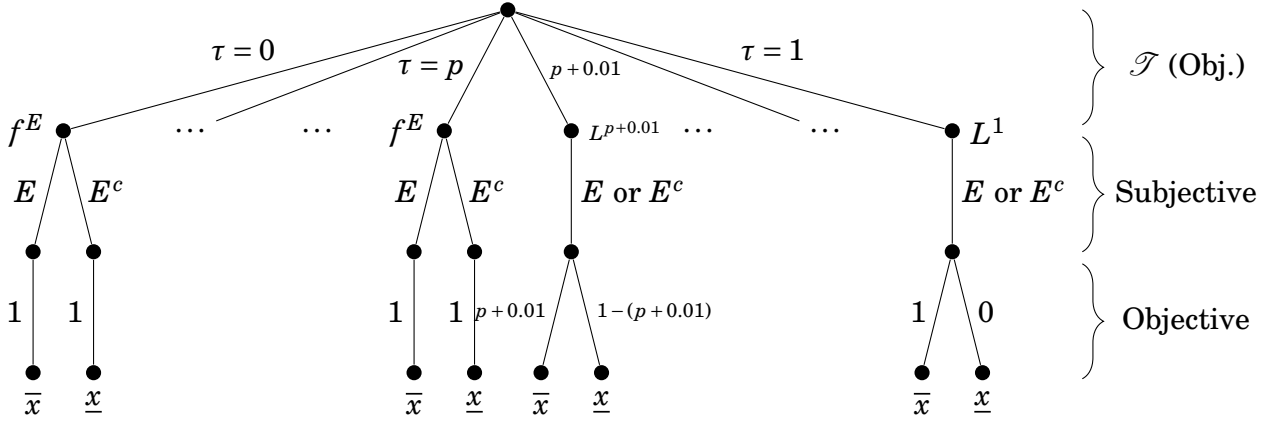 τ = 0 τ = p p + 0.01 τ = 1 𝒯 (Obj.)
f^E ... ... f^E L^{p+0.01} ... ... L^1
E E^c E E^c E or E^c E or E^c Subjective
1 1 1 1 p + 0.01 1 − (p + 0.01) 1 0 Objective
x̅ x̲ x̅ x̲ x̅ x̲ x̅ x̲